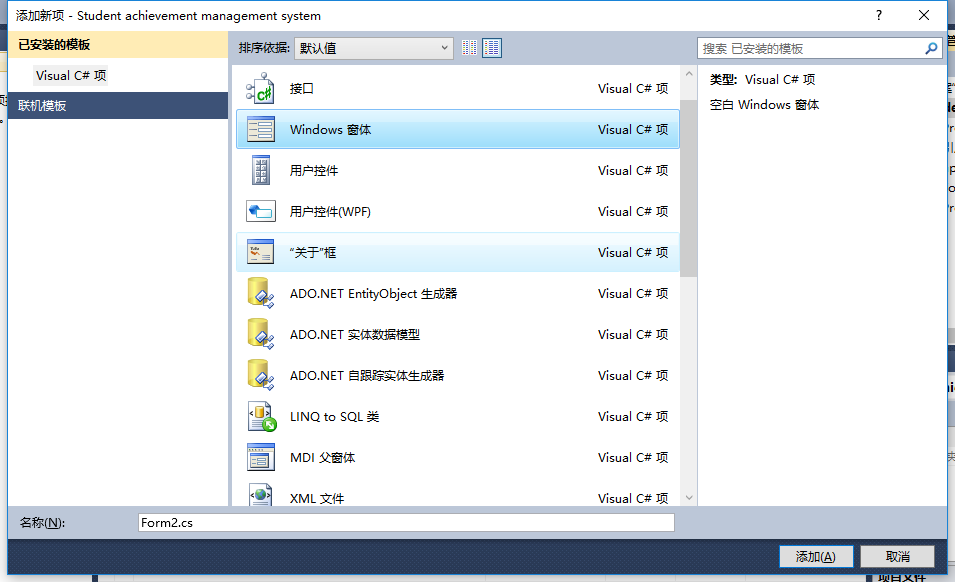 添加新项 - Student achievement management system
?
已安装的模板
Visual C# 项
联机模板
排序依据: 默认值
搜索 已安装的模板
接口 Visual C# 项
Windows 窗体 Visual C# 项
用户控件 Visual C# 项
用户控件(WPF) Visual C# 项
“关于”框 Visual C# 项
ADO.NET EntityObject 生成器 Visual C# 项
ADO.NET 实体数据模型 Visual C# 项
ADO.NET 自跟踪实体生成器 Visual C# 项
LINQ to SQL 类 Visual C# 项
MDI 父窗体 Visual C# 项
XML 文件 Visual C# 项
类型: Visual C# 项
空白 Windows 窗体
名称(N): Form2.cs
添加(A) 取消
项目文件